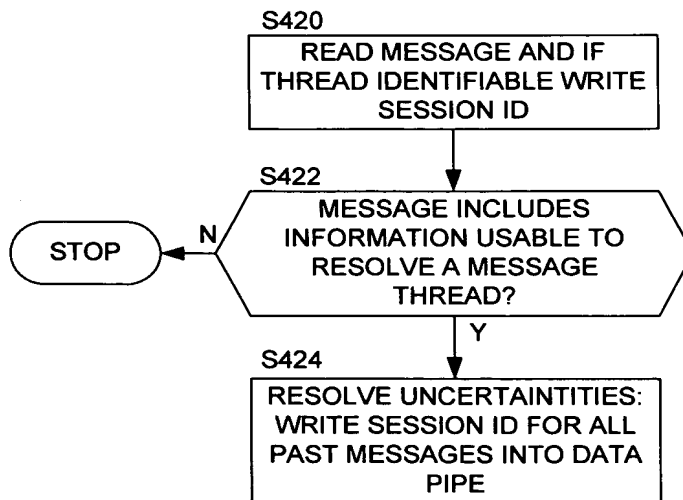 S420
READ MESSAGE AND IF
THREAD IDENTIFIABLE WRITE
SESSION ID
S422
MESSAGE INCLUDES
INFORMATION USABLE TO
RESOLVE A MESSAGE
THREAD?
N
STOP
Y
S424
RESOLVE UNCERTAINTITIES:
WRITE SESSION ID FOR ALL
PAST MESSAGES INTO DATA
PIPE